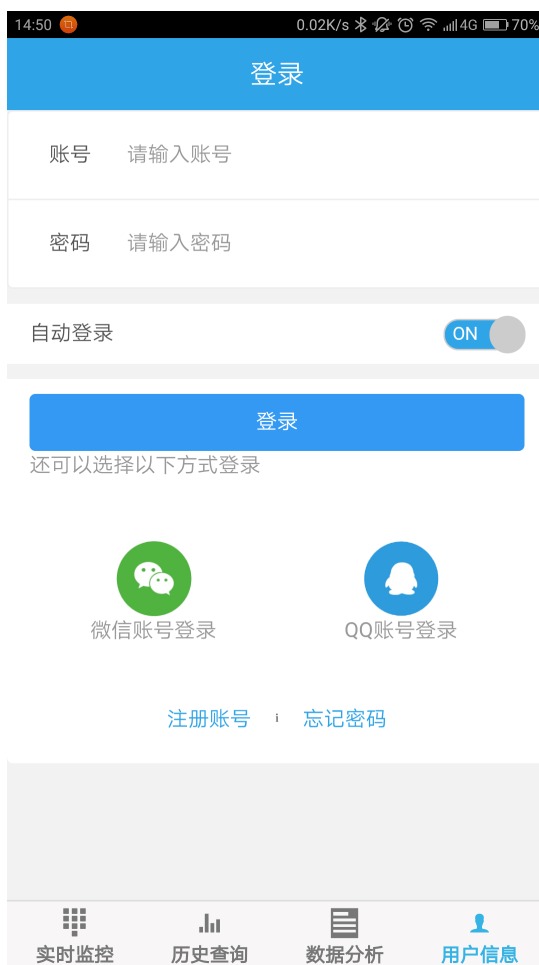 14:50 0.02K/s 4G 70%
登录
账号 请输入账号
密码 请输入密码
自动登录 ON
登录
还可以选择以下方式登录
微信账号登录 QQ账号登录
注册账号 i 忘记密码
实时监控 历史查询 数据分析 用户信息